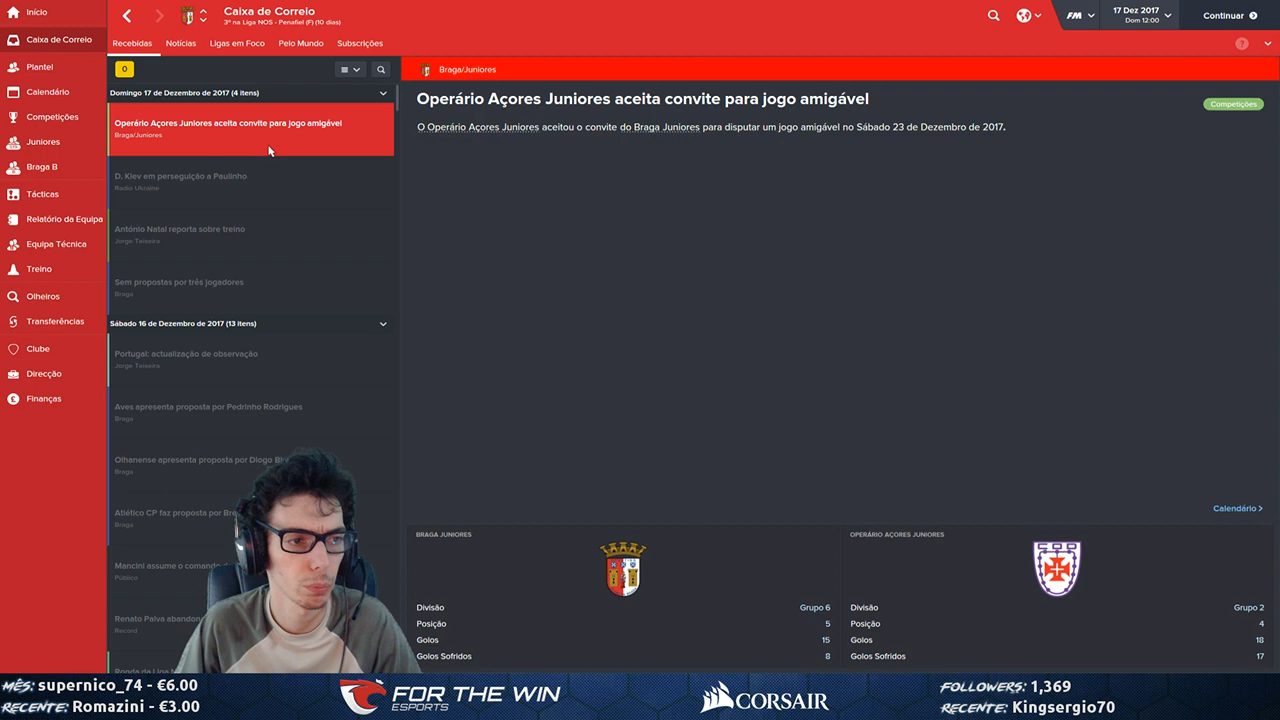 Início
Caixa de Correio
Plantel
Calendário
Competições
Juniores
Braga B
Tácticas
Relatório da Equipa
Equipa Técnica
Treino
Olheiros
Transferências
Clube
Direcção
Finanças
Caixa de Correio
3º na Liga NOS - Penafiel (F) (10 dias)
FM
17 Dez 2017
Dom 12:00
Continuar
Recebidas
Notícias
Ligas em Foco
Pelo Mundo
Subscrições
?
0
Domingo 17 de Dezembro de 2017 (4 itens)
Operário Açores Juniores aceita convite para jogo amigável
Braga/Juniores
D. Kiev em perseguição a Paulinho
Radio Ukraine
António Natal reporta sobre treino
Jorge Teixeira
Sem propostas por três jogadores
Braga
Sábado 16 de Dezembro de 2017 (13 itens)
Portugal: actualização de observação
Jorge Teixeira
Aves apresenta proposta por Pedrinho Rodrigues
Braga
Olhanense apresenta proposta por Diogo
Braga
Atlético CP faz proposta por
Braga
Mancini assume o comando
Público
Renato Paiva
Record
Ronda da Liga
Braga/Juniores
Operário Açores Juniores aceita convite para jogo amigável
Competições
O Operário Açores Juniores aceitou o convite do Braga Juniores para disputar um jogo amigável no Sábado 23 de Dezembro de 2017.
Calendário >
BRAGA JUNIORES
Divisão Grupo 6
Posição 5
Golos 15
Golos Sofridos 8
OPERÁRIO AÇORES JUNIORES
Divisão Grupo 2
Posição 4
Golos 18
Golos Sofridos 17
MÊS: supernico_74 - €6.00
RECENTE: Romazini - €3.00
FOR THE WIN
ESPORTS
CORSAIR
FOLLOWERS: 1,369
RECENTE: Kingsergio70